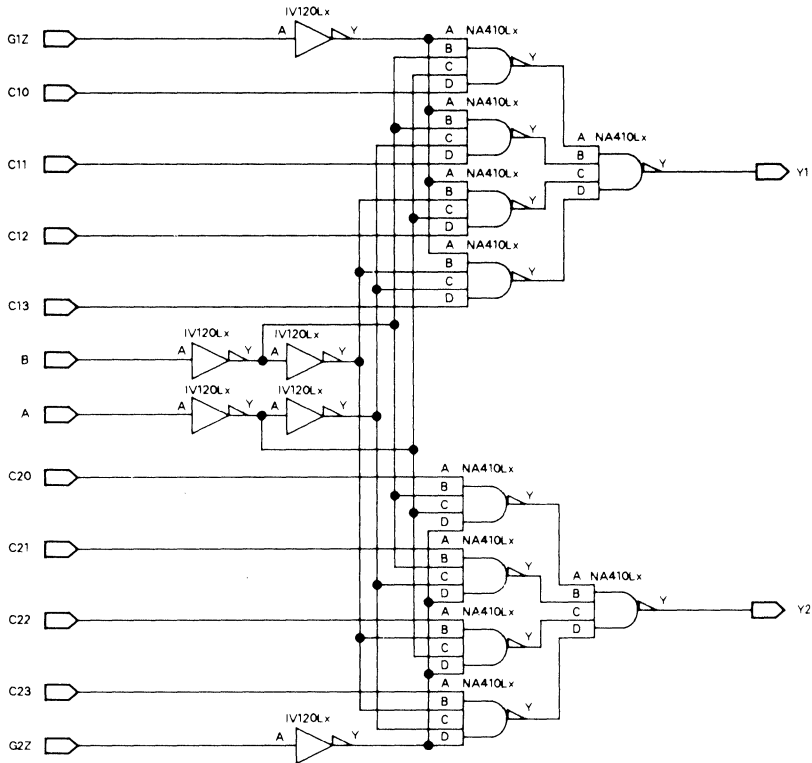 IV120Lx
G1Z A Y A NA410Lx
B
C Y
C10 D
A NA410Lx
B
C Y A NA410Lx
C11 D B
C Y Y1
A NA410Lx D
B
C Y
C12 D
A NA410Lx
B
C Y
C13 D
IV120Lx IV120Lx
B A Y A Y
IV120Lx IV120Lx
A A Y A Y
C20 A NA410Lx
B
C Y
D
C21 A NA410Lx
B
C Y A NA410Lx
D B
C22 A NA410Lx C Y Y2
B D
C Y
D
C23 A NA410Lx
IV120Lx B
C Y
G2Z A Y D